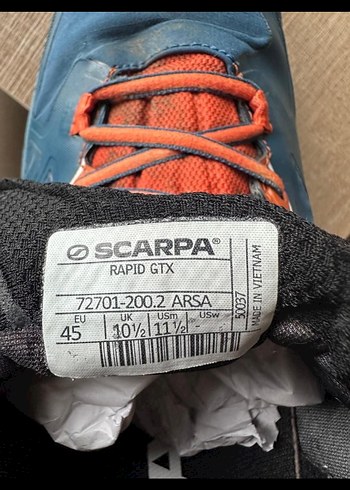 SCARPA®
RAPID GTX
72701-200.2 ARSA
EU UK USm USw
45 10½ 11½ -
50037
MADE IN VIETNAM